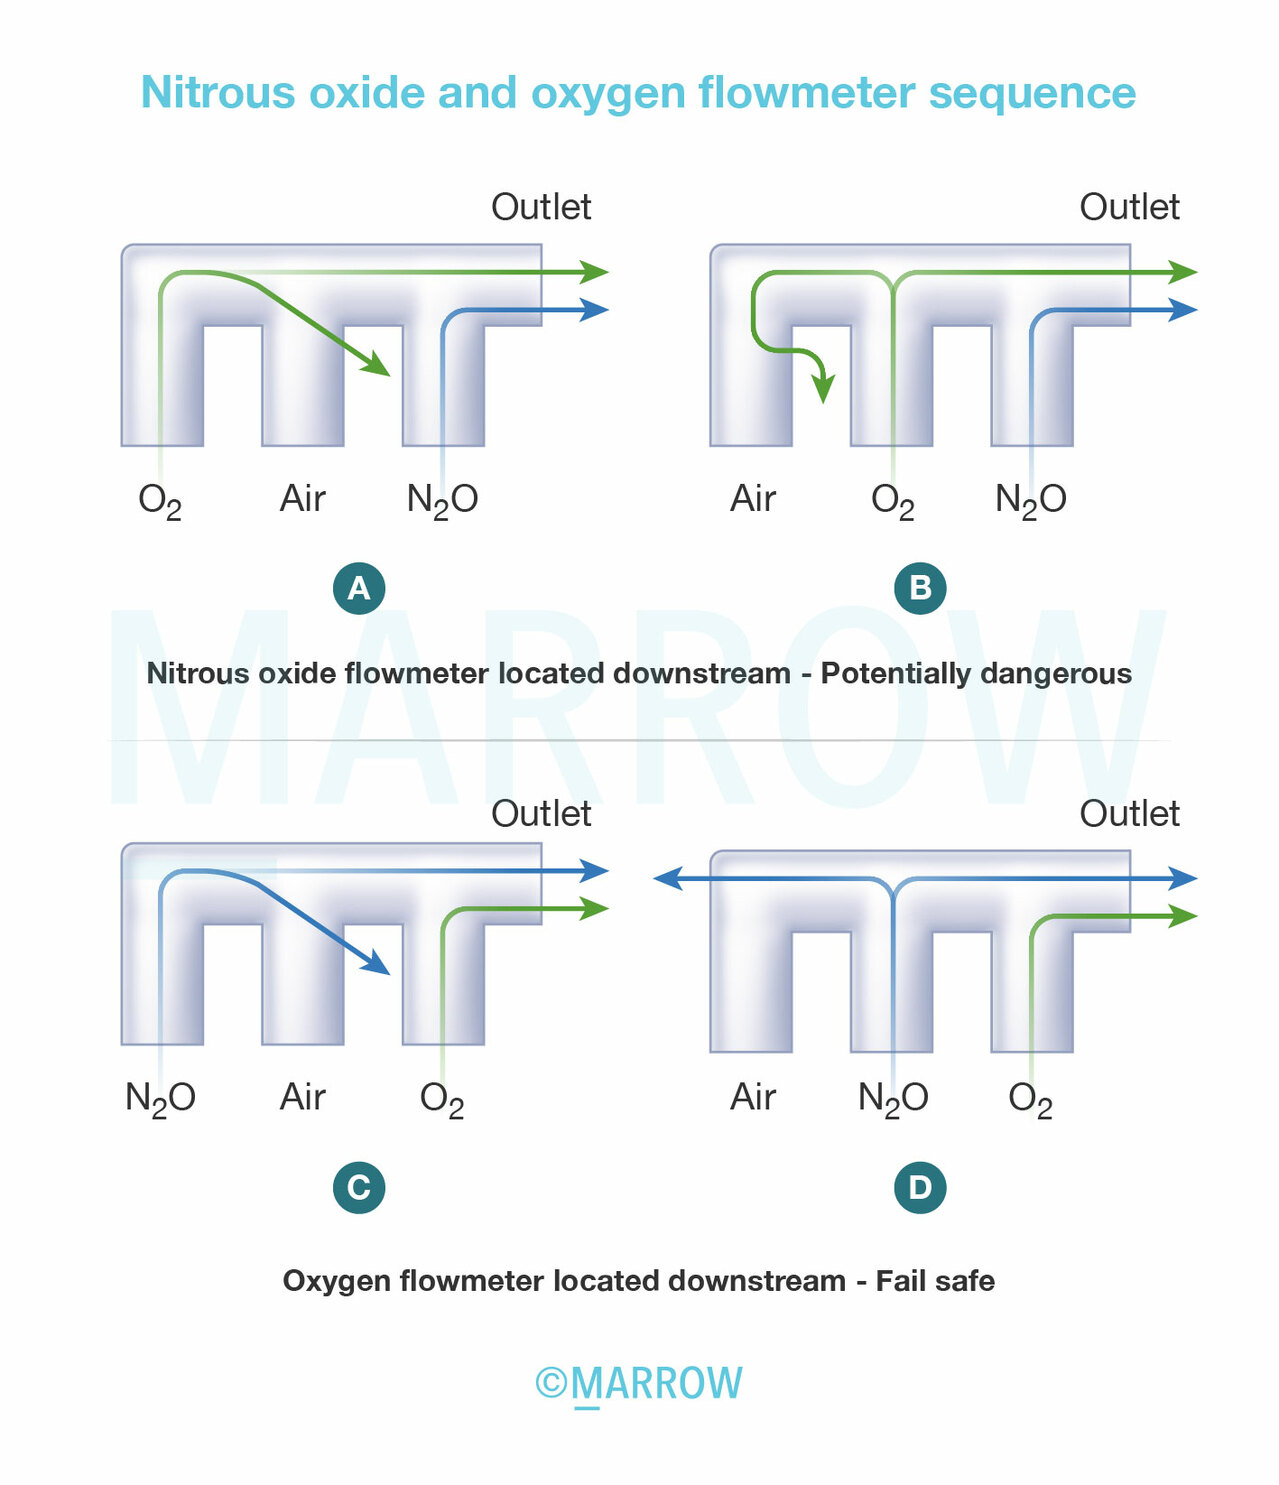 Nitrous oxide and oxygen flowmeter sequence
Outlet
Outlet
O₂ Air N₂O
Air O₂ N₂O
A
B
MARROW
Nitrous oxide flowmeter located downstream - Potentially dangerous
Outlet
Outlet
N₂O Air O₂
Air N₂O O₂
C
D
Oxygen flowmeter located downstream - Fail safe
©MARROW